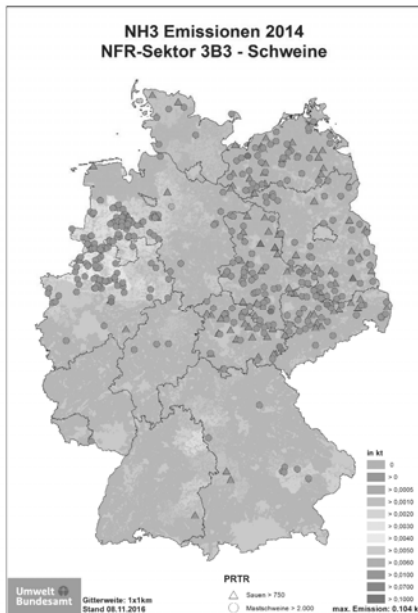 NH3 Emissionen 2014
NFR-Sektor 3B3 - Schweine
in kt
0
> 0
> 0,0005
> 0,0010
> 0,0020
> 0,0030
> 0,0040
> 0,0050
> 0,0060
> 0,0100
> 0,0700
> 0,1000
PRTR
Sauen > 750
Mastschweine > 2.000
max. Emission: 0.104 k
Umwelt
Bundesamt
Gitterweite: 1x1km
Stand 08.11.2016